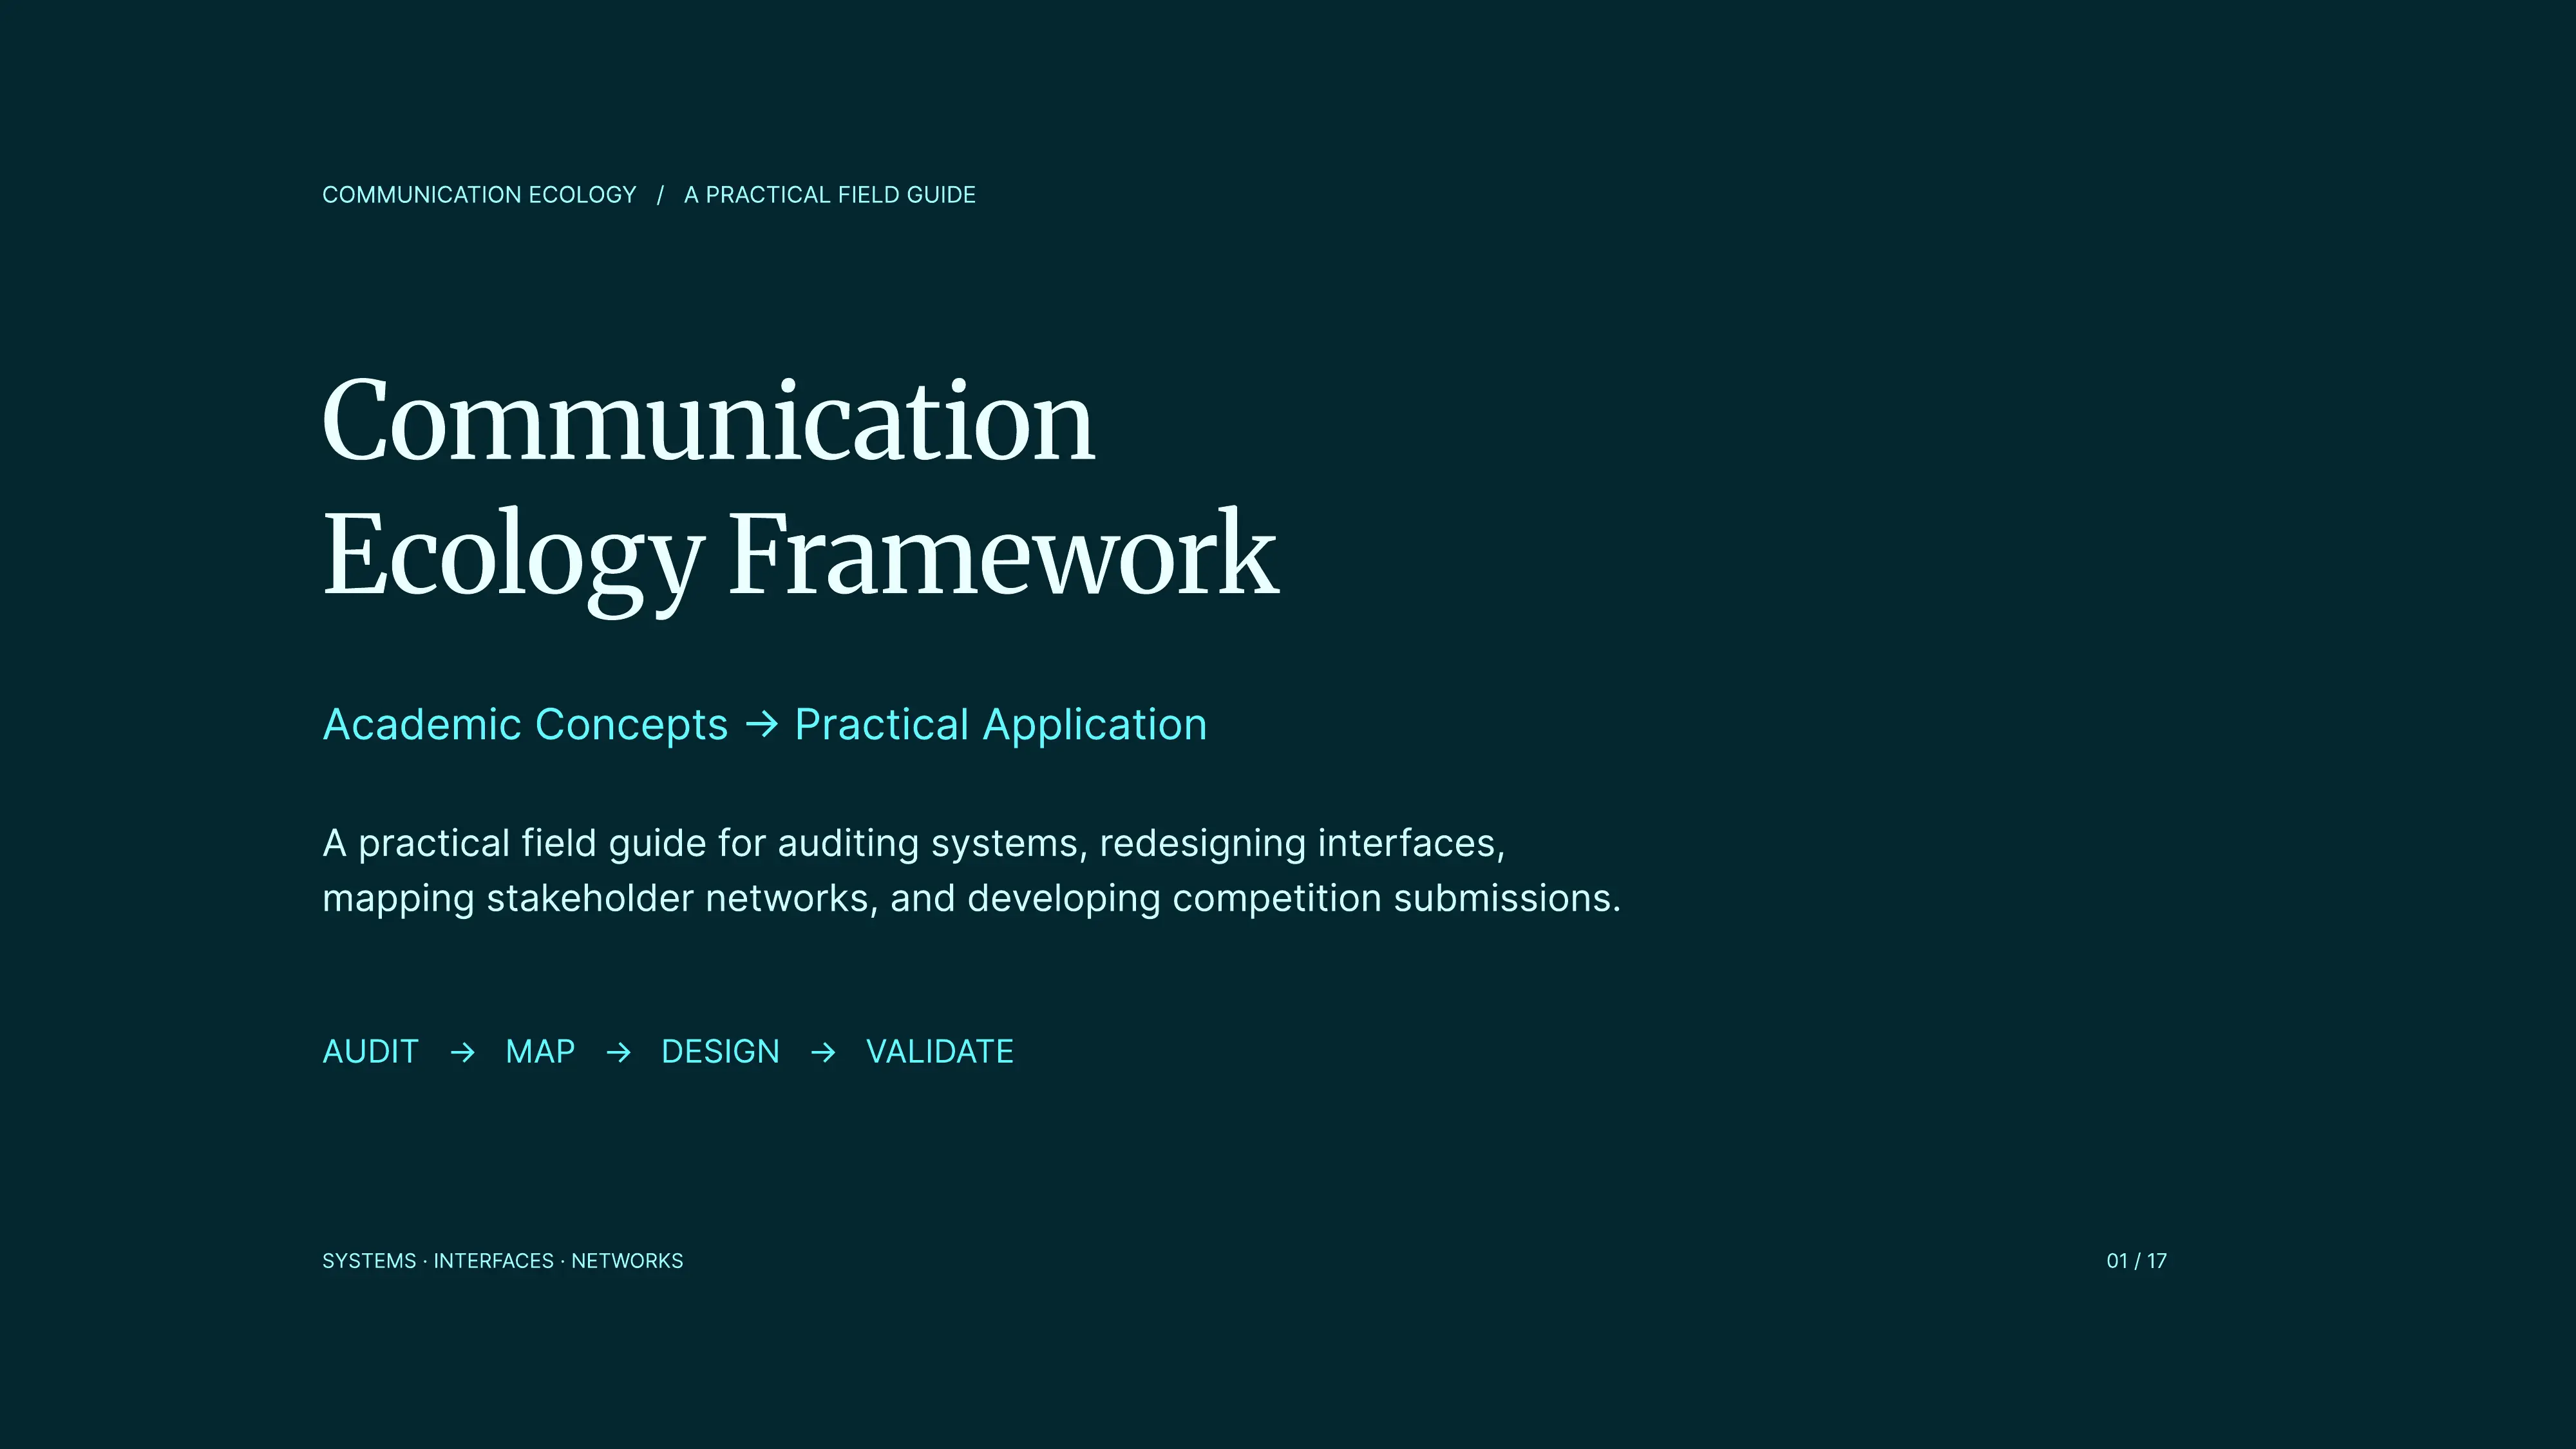 COMMUNICATION ECOLOGY / A PRACTICAL FIELD GUIDE
Communication
Ecology Framework
Academic Concepts → Practical Application
A practical field guide for auditing systems, redesigning interfaces,
mapping stakeholder networks, and developing competition submissions.
AUDIT → MAP → DESIGN → VALIDATE
SYSTEMS · INTERFACES · NETWORKS
01 / 17